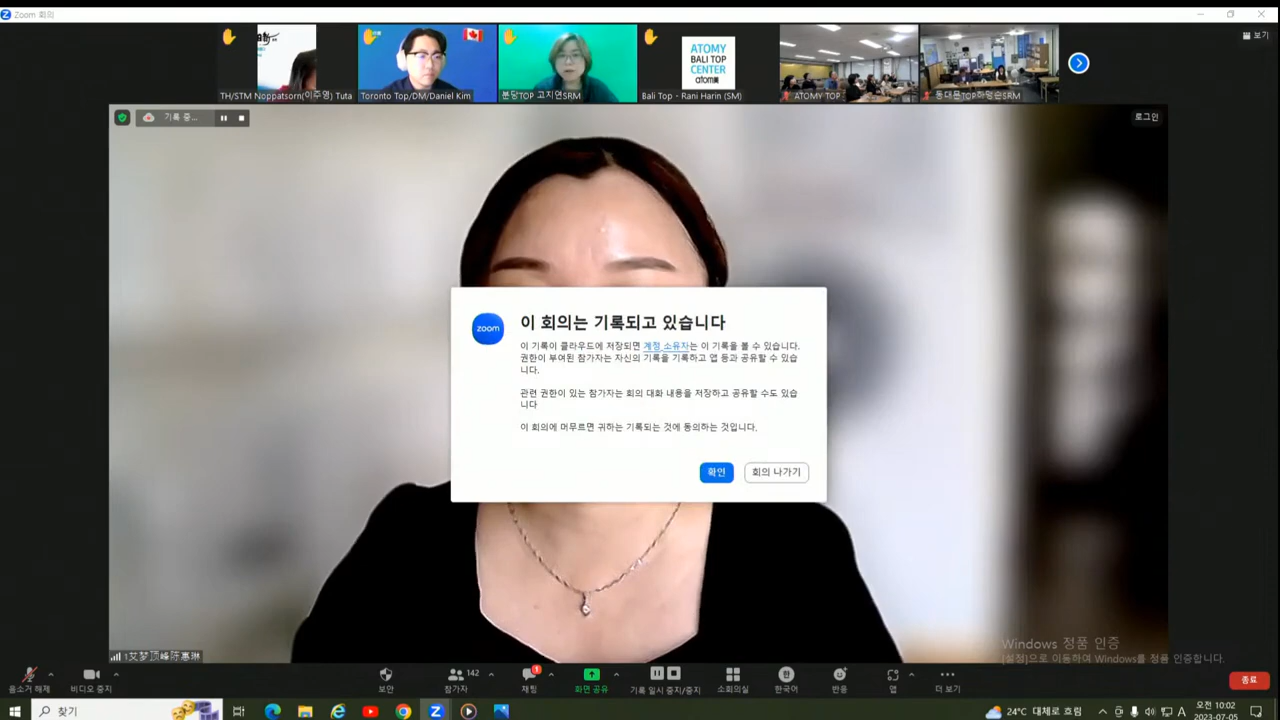 Zoom 회의
보기
TH/STM Noppatsorn(이주영) Tuta
Toronto Top/DM/Daniel Kim
분당TOP 고지연SRM
ATOMY
BALI TOP
CENTER
Bali Top - Rani Harin (SM)
ATOMY TOP
기록 중...
로그인
zoom
이 회의는 기록되고 있습니다
이 기록이 클라우드에 저장되면 계정 소유자는 이 기록을 볼 수 있습니다.
권한이 부여된 참가자는 자신의 기록을 기록하고 앱 등과 공유할 수 있습
니다.
관련 권한이 있는 참가자는 회의 대화 내용을 저장하고 공유할 수도 있습
니다
이 회의에 머무르면 귀하는 기록되는 것에 동의하는 것입니다.
확인
회의 나가기
1艾梦顶峰陈惠琳
Windows 정품 인증
[설정]으로 이동하여 Windows를 정품 인증합니다.
음소거 해제
비디오 중지
보안
142
참가자
1
채팅
화면 공유
기록 일시 중지/중지
소회의실
한국어
반응
앱
더 보기
종료
찾기
24°C 대체로 흐림
A
오전 10:02
2023-07-05